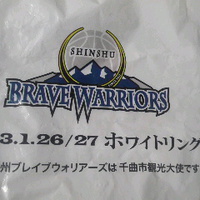 SHINSHU
BRAVE WARRIORS
3.1.26/27 ホワイトリング
州ブレイブウォリアーズは千曲市観光大使です